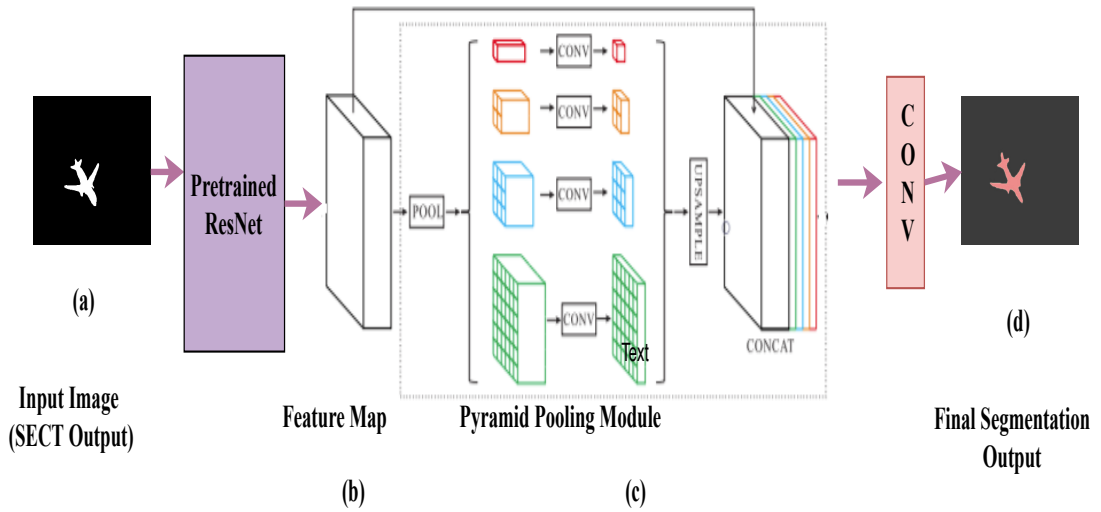 Pretrained
ResNet
POOL
CONV
CONV
CONV
CONV
Text
UPSAMPLE
CONCAT
C
O
N
V
(a)
(d)
Input Image
(SECT Output)
Feature Map
Pyramid Pooling Module
Final Segmentation
Output
(b)
(c)